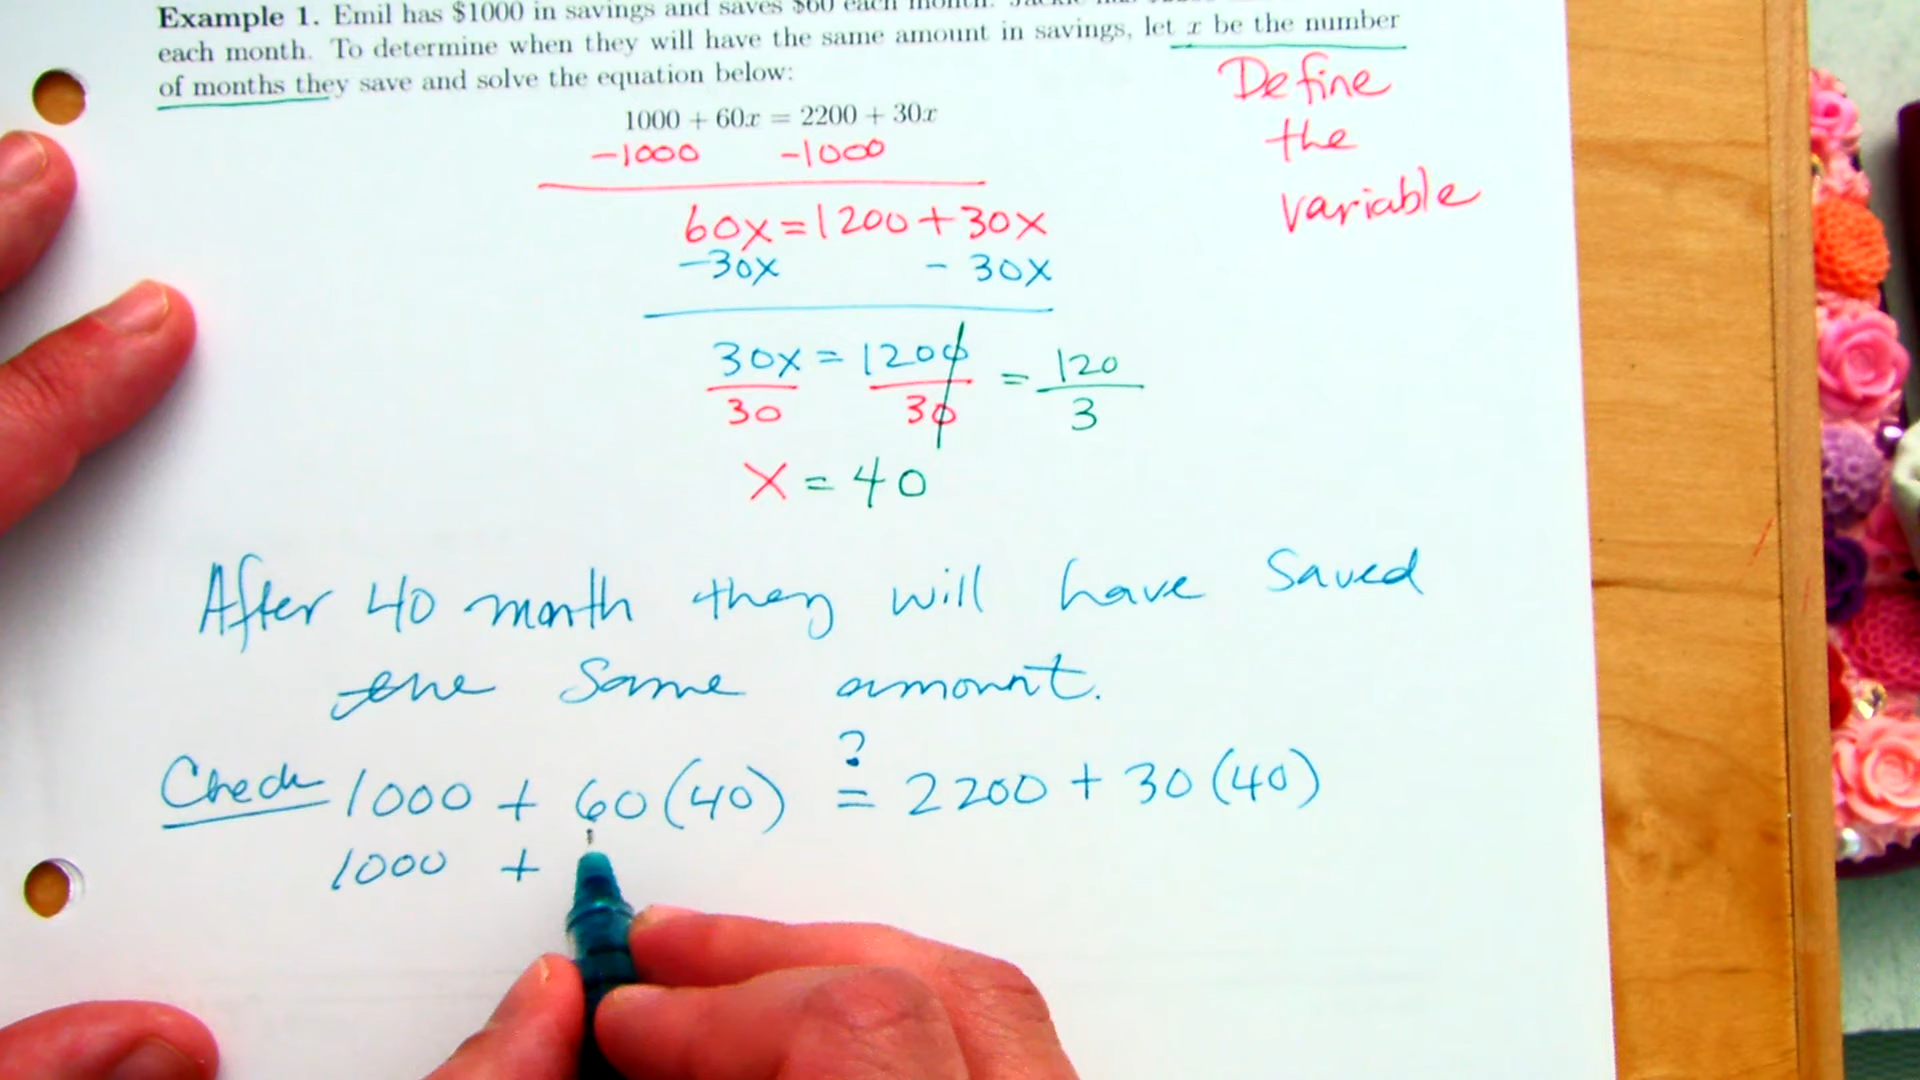 Example 1. Emil has $1000 in savings and saves $60 each month.
each month. To determine when they will have the same amount in savings, let x be the number
of months they save and solve the equation below:
1000 + 60x = 2200 + 30x
-1000 -1000
60x = 1200 + 30x
-30x - 30x
30x = 1200 = 120
30 30 3
x = 40
Define
the
variable
After 40 month they will have saved
the same amount.
Check 1000 + 60(40) ?= 2200 + 30(40)
1000 +